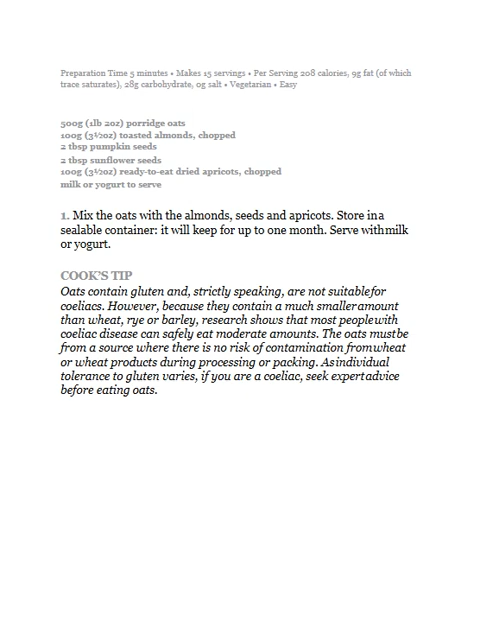 Preparation Time 5 minutes • Makes 15 servings • Per Serving 208 calories, 9g fat (of which
trace saturates), 28g carbohydrate, 0g salt • Vegetarian • Easy
500g (1lb 2oz) porridge oats
100g (3½oz) toasted almonds, chopped
2 tbsp pumpkin seeds
2 tbsp sunflower seeds
100g (3½oz) ready-to-eat dried apricots, chopped
milk or yogurt to serve
1. Mix the oats with the almonds, seeds and apricots. Store in a
sealable container: it will keep for up to one month. Serve with milk
or yogurt.
COOK'S TIP
Oats contain gluten and, strictly speaking, are not suitable for
coeliacs. However, because they contain a much smaller amount
than wheat, rye or barley, research shows that most people with
coeliac disease can safely eat moderate amounts. The oats must be
from a source where there is no risk of contamination from wheat
or wheat products during processing or packing. As individual
tolerance to gluten varies, if you are a coeliac, seek expert advice
before eating oats.